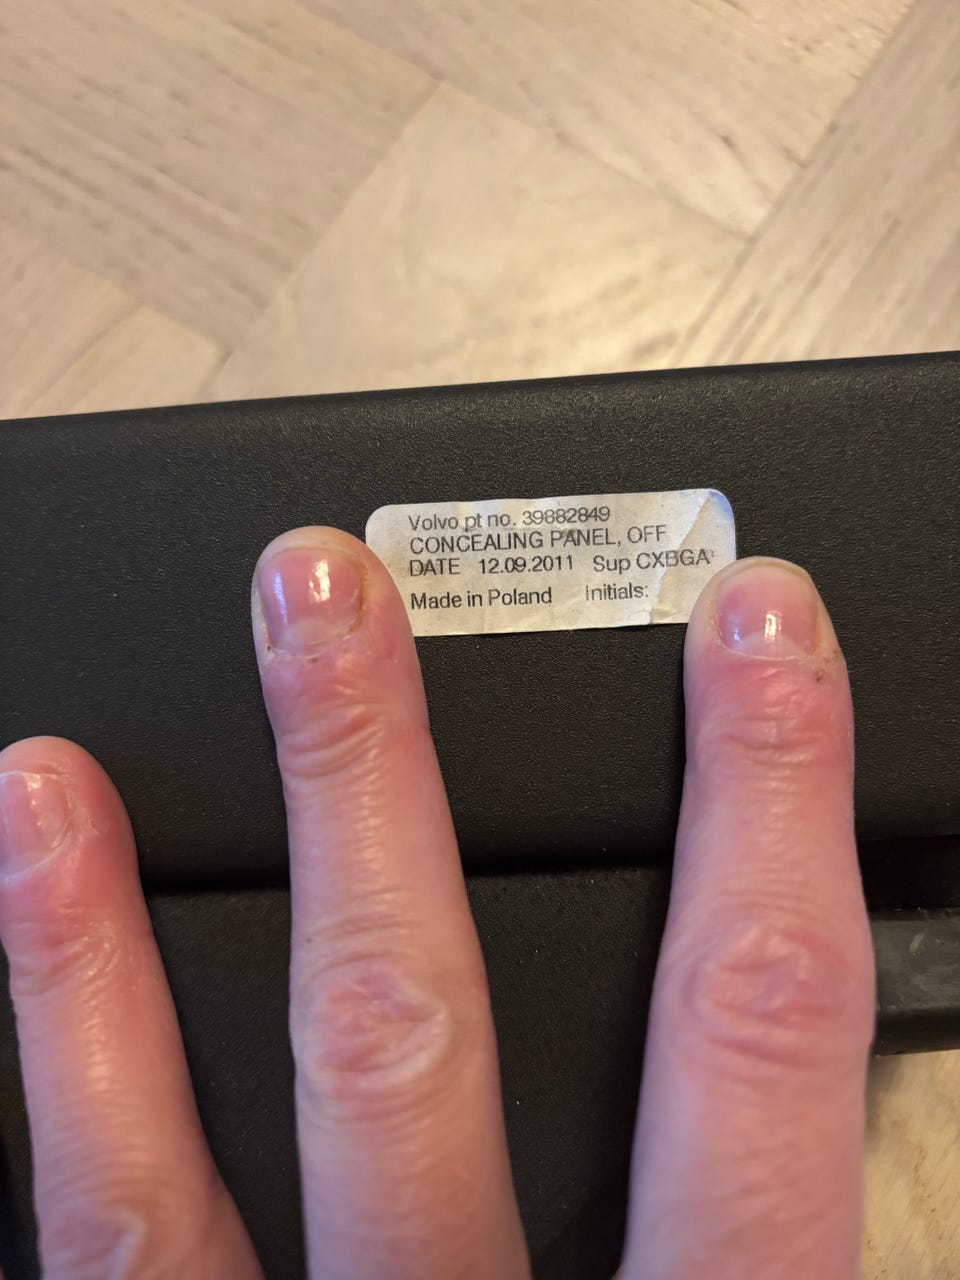 Volvo pt no. 39882849
CONCEALING PANEL, OFF
DATE 12.09.2011 Sup CXBGA
Made in Poland Initials: